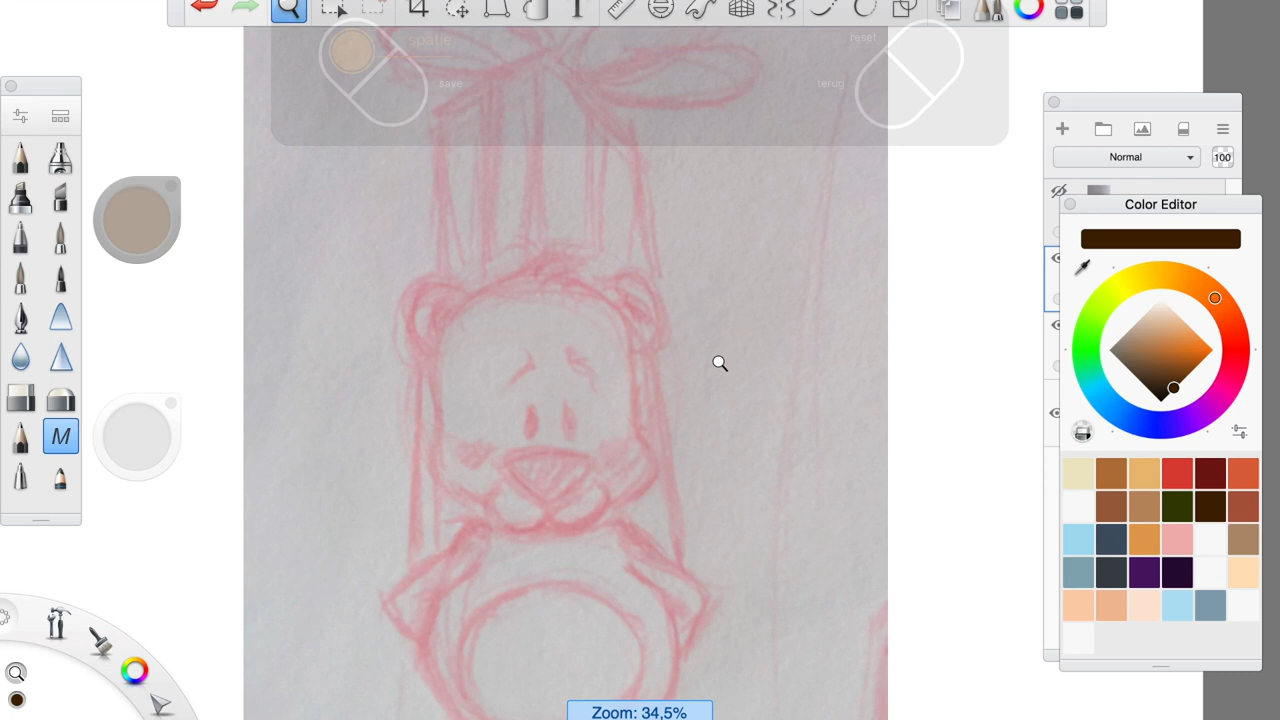 spatie
reset
save
terug
M
Normal
100
Color Editor
Zoom: 34,5%